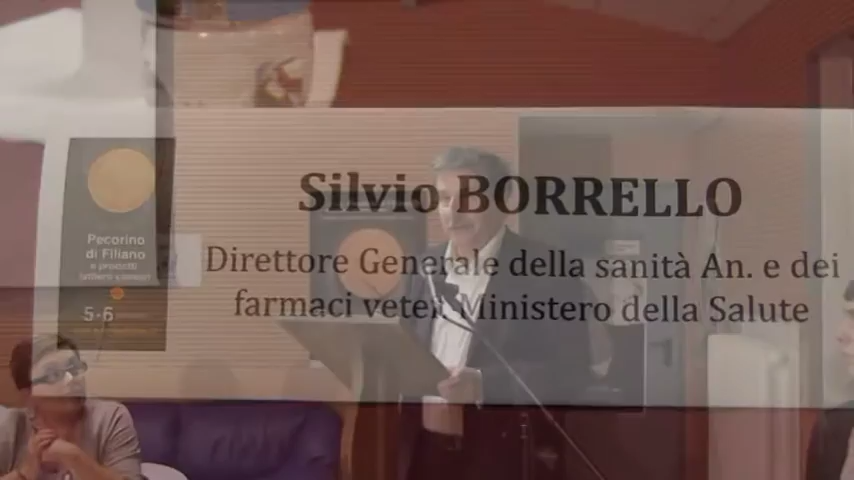 Silvio BORRELLO
Direttore Generale della sanità An. e dei
farmaci veter. Ministero della Salute
Pecorino
di Filiano
e prodotti
5-6